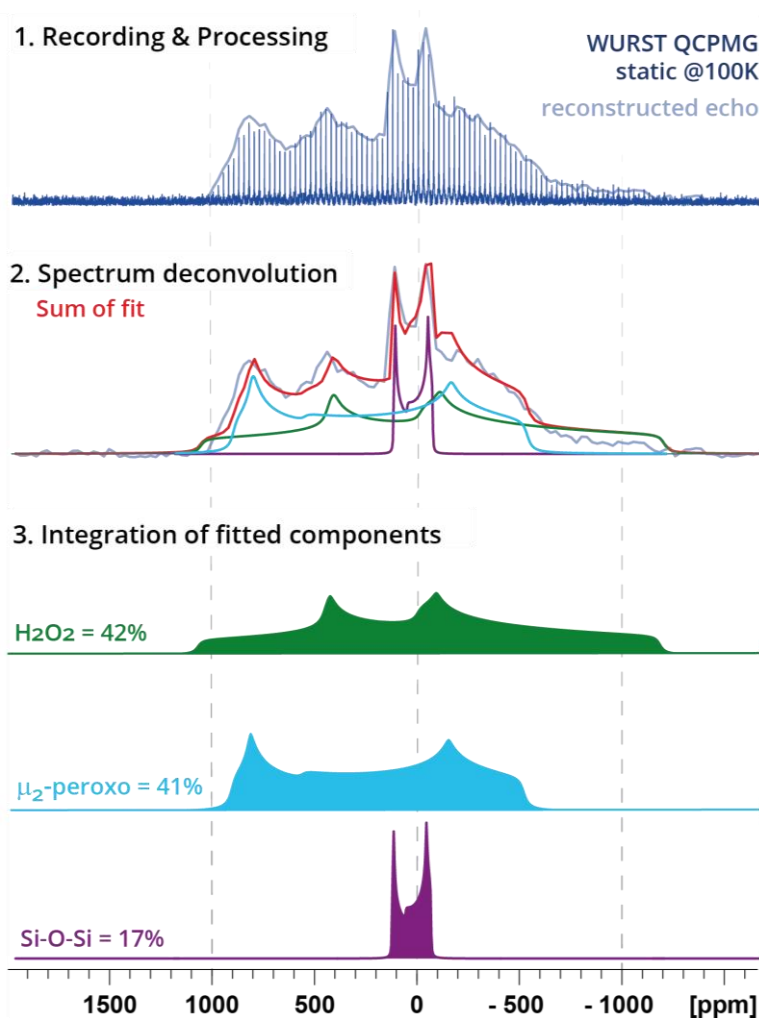 1. Recording & Processing
WURST QCPMG
static @100K
reconstructed echo
2. Spectrum deconvolution
Sum of fit
3. Integration of fitted components
H2O2 = 42%
μ₂-peroxo = 41%
Si-O-Si = 17%
1500 1000 500 0 - 500 - 1000 [ppm]